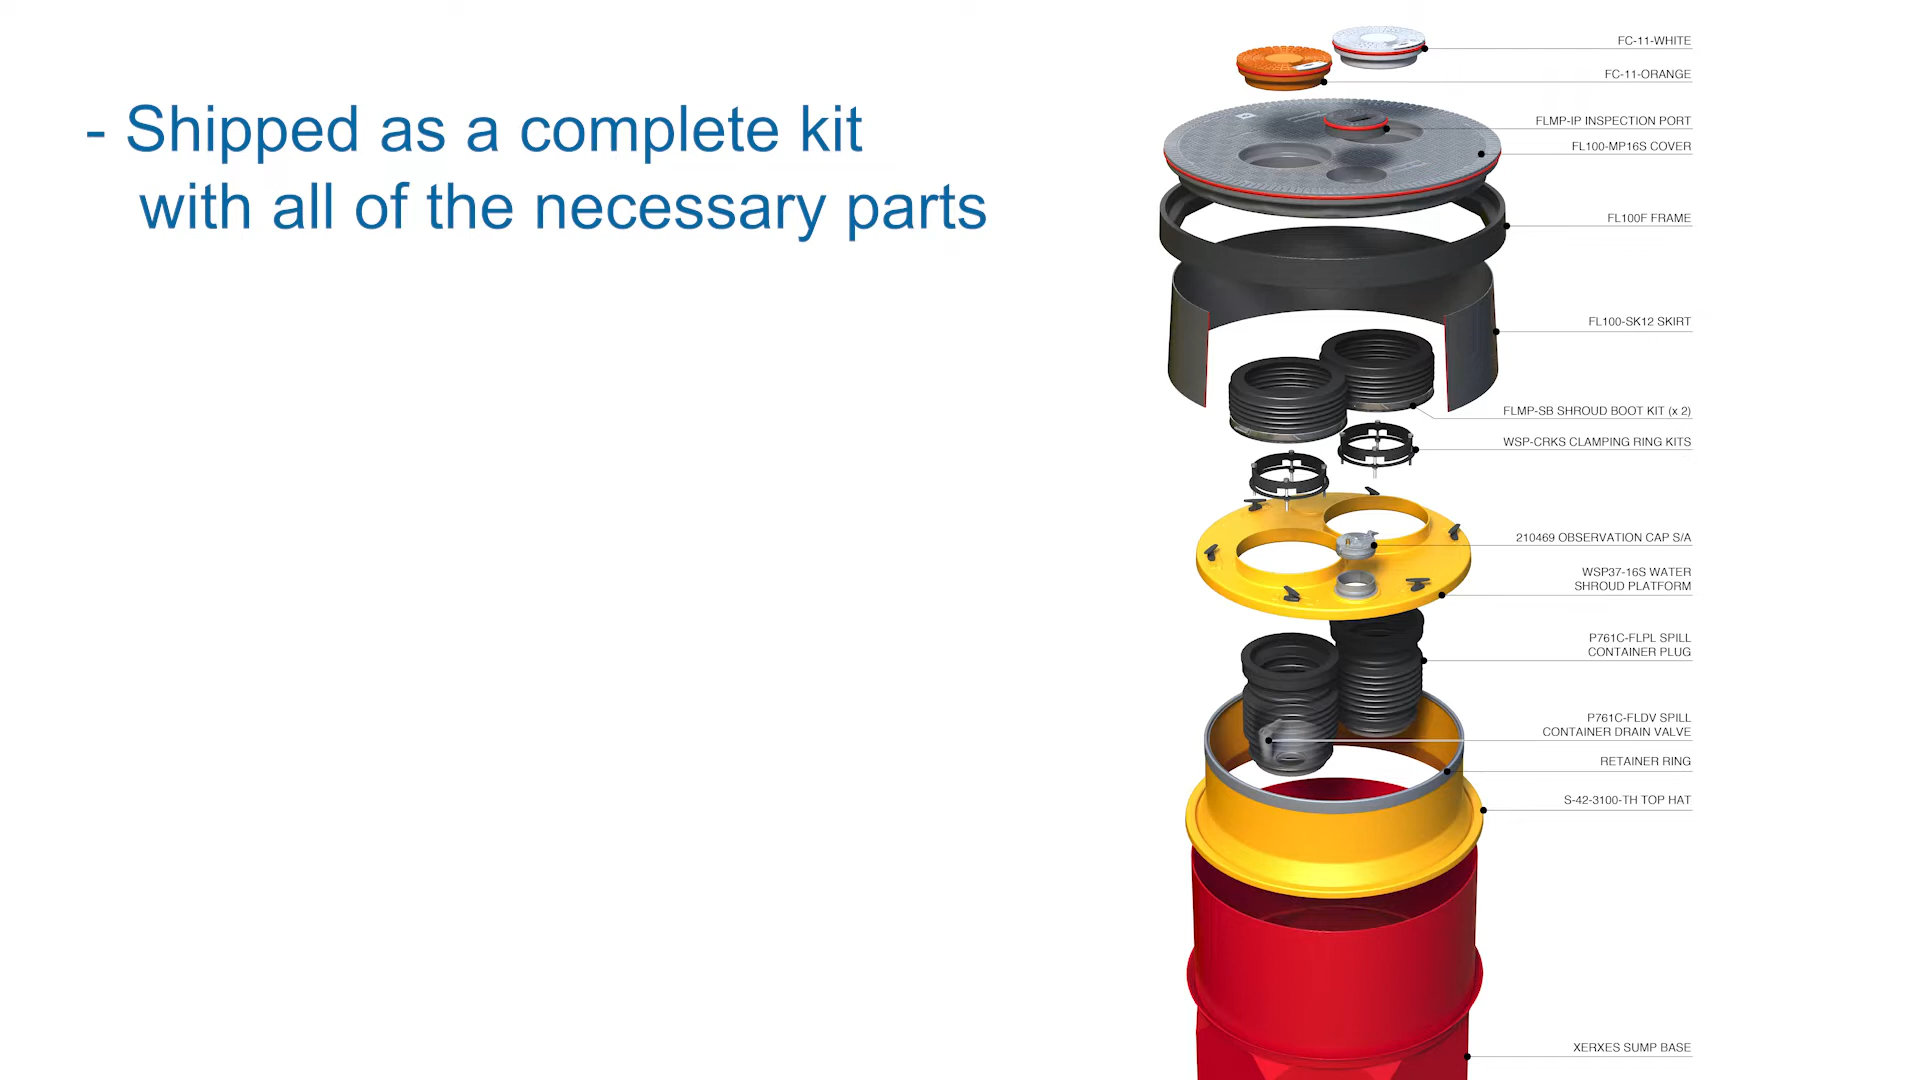 - Shipped as a complete kit
with all of the necessary parts
FC-11-WHITE
FC-11-ORANGE
FLMP-IP INSPECTION PORT
FL100-MP16S COVER
FL100F FRAME
FL100-SK12 SKIRT
FLMP-SB SHROUD BOOT KIT (x 2)
WSP-CRKS CLAMPING RING KITS
210469 OBSERVATION CAP S/A
WSP37-16S WATER
SHROUD PLATFORM
P761C-FLPL SPILL
CONTAINER PLUG
P761C-FLDV SPILL
CONTAINER DRAIN VALVE
RETAINER RING
S-42-3100-TH TOP HAT
XERXES SUMP BASE